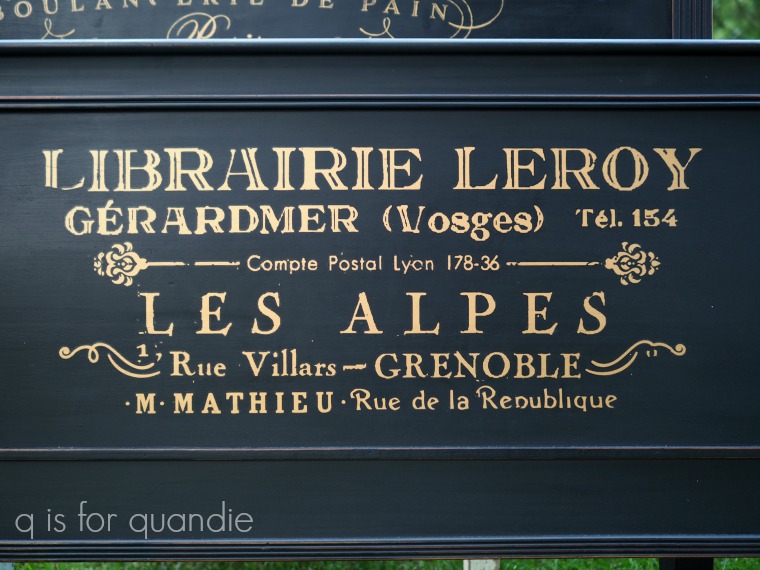 BOULANGERIE DE PAIN
LIBRAIRIE LEROY
GÉRARDMER (Vosges) Tél. 154
Compte Postal Lyon 178-36
LES ALPES
1, Rue Villars — GRENOBLE
·M·MATHIEU·Rue de la Republique
q is for quandie